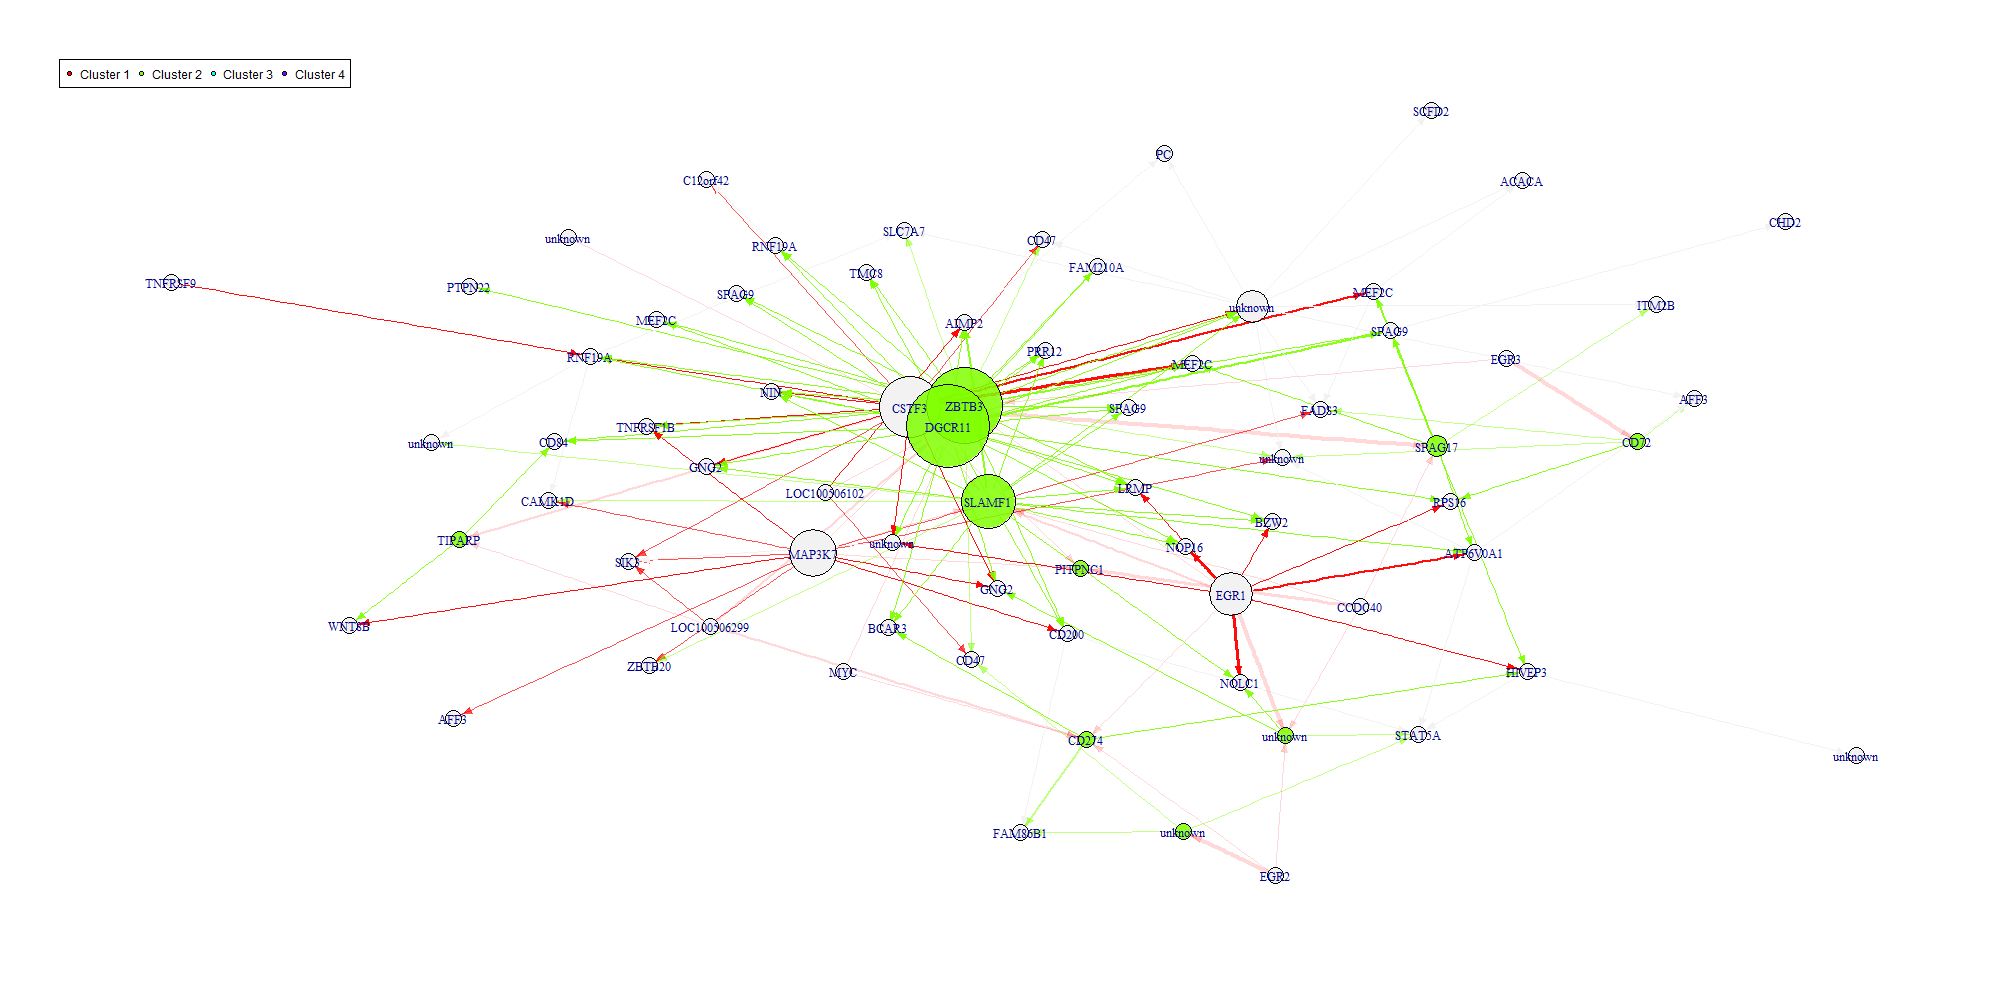 Cluster 1 Cluster 2 Cluster 3 Cluster 4
SCFD2
PC
C12orf42
ACACA
CHD2
SLC7A7
unknown
RNF19A
CD47
FAM210A
TMC8
TNFRSF9
PTPN22
SPAG9
MEF2C
ITM2B
unknown
MEF2C
AIMP2
SPAG9
PRR12
RNF19A
EGR3
MEF2C
NIN
AFF3
CSTF3
ZBTB3
SPAG9
FADS3
TNFRSF1B
DGCR11
unknown
CD84
CD72
SPAG17
unknown
GNG2
LRMP
LOC100506102
CAMK1D
SLAMF1
RPS16
BZW2
TIPARP
unknown
NOP16
MAP3K7
ATP6V0A1
SIK3
PITPNC1
GNG2
EGR1
CCDC40
WNT8B
LOC100506299
BCAR3
CD200
CD47
ZBTB20
MYC
HIVEP3
NOLC1
AFF3
CD274
unknown
STAT5A
unknown
FAM86B1
unknown
EGR2